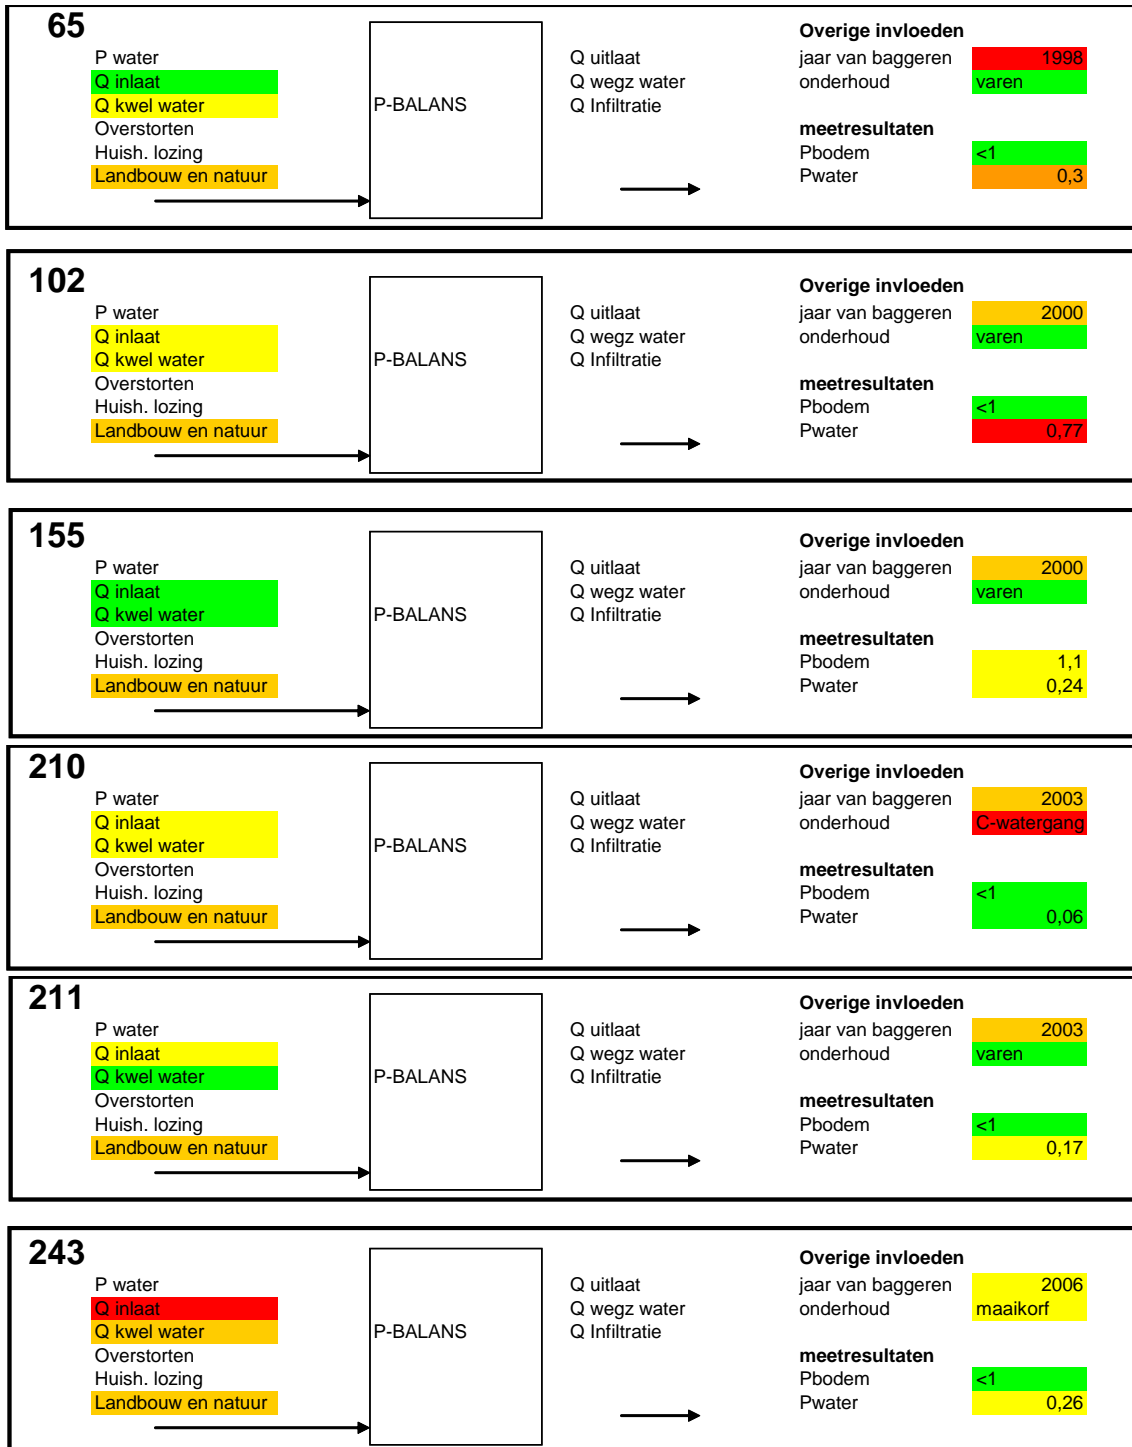 65
Overige invloeden
P water Q uitlaat jaar van baggeren 1998
Q inlaat Q wegz water onderhoud varen
Q kwel water P-BALANS Q Infiltratie
Overstorten meetresultaten
Huish. lozing Pbodem <1
Landbouw en natuur Pwater 0,3
102
Overige invloeden
P water Q uitlaat jaar van baggeren 2000
Q inlaat Q wegz water onderhoud varen
Q kwel water P-BALANS Q Infiltratie
Overstorten meetresultaten
Huish. lozing Pbodem <1
Landbouw en natuur Pwater 0,77
155
Overige invloeden
P water Q uitlaat jaar van baggeren 2000
Q inlaat Q wegz water onderhoud varen
Q kwel water P-BALANS Q Infiltratie
Overstorten meetresultaten
Huish. lozing Pbodem 1,1
Landbouw en natuur Pwater 0,24
210
Overige invloeden
P water Q uitlaat jaar van baggeren 2003
Q inlaat Q wegz water onderhoud C-watergang
Q kwel water P-BALANS Q Infiltratie
Overstorten meetresultaten
Huish. lozing Pbodem <1
Landbouw en natuur Pwater 0,06
211
Overige invloeden
P water Q uitlaat jaar van baggeren 2003
Q inlaat Q wegz water onderhoud varen
Q kwel water P-BALANS Q Infiltratie
Overstorten meetresultaten
Huish. lozing Pbodem <1
Landbouw en natuur Pwater 0,17
243
Overige invloeden
P water Q uitlaat jaar van baggeren 2006
Q inlaat Q wegz water onderhoud maaikorf
Q kwel water P-BALANS Q Infiltratie
Overstorten meetresultaten
Huish. lozing Pbodem <1
Landbouw en natuur Pwater 0,26